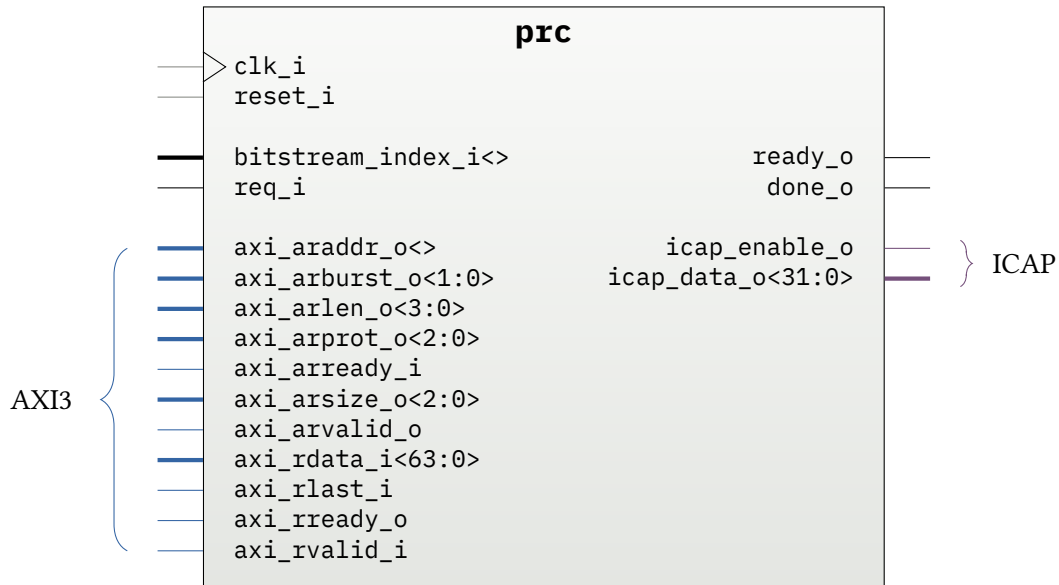 prc
clk_i
reset_i
bitstream_index_i<> ready_o
req_i done_o
axi_araddr_o<> icap_enable_o
axi_arburst_o<1:0> icap_data_o<31:0> ICAP
axi_arlen_o<3:0>
axi_arprot_o<2:0>
axi_arready_i
AXI3 axi_arsize_o<2:0>
axi_arvalid_o
axi_rdata_i<63:0>
axi_rlast_i
axi_rready_o
axi_rvalid_i